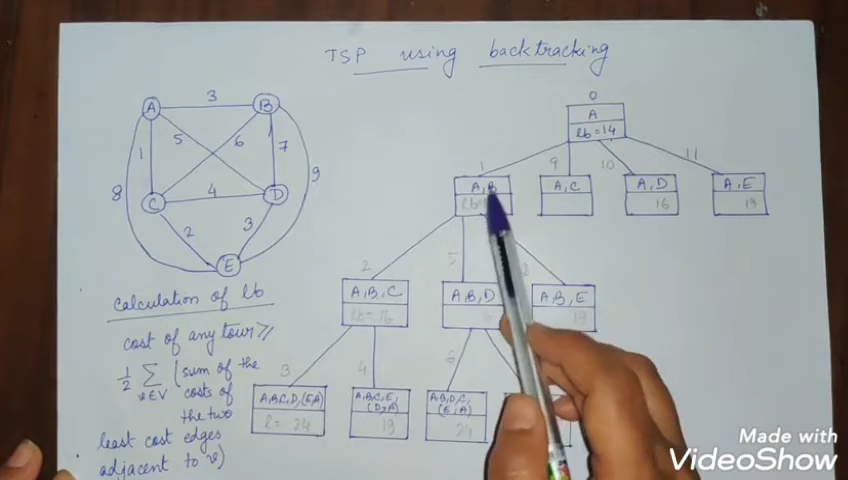 TSP using backtracking
0
A
lb=14
1
9
10
11
A,B
lb=
A,C
A,D
16
A,E
19
2
5
A,B,C
lb= 16
A,B,D
A,B,E
19
3
4
6
A,B,C,D,(E,A)
l= 24
A,B,C,E,
(D,A)
19
A,B,D,C,
(E,A)
24
A
3
B
1
5
6
7
8
9
C
4
D
2
3
E
calculation of lb
cost of any tour ≥
1/2 Σ v∈V (sum of the
costs of
the two
least cost edges
adjacent to v)
Made with
VideoShow